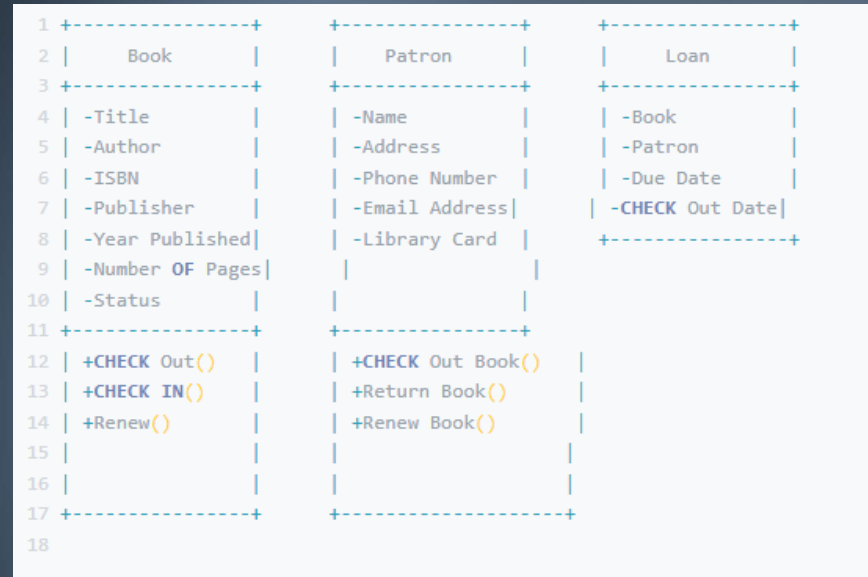 1 +-----------------+      +-----------------+      +-----------------+
2 |      Book       |      |     Patron      |      |      Loan       |
3 +-----------------+      +-----------------+      +-----------------+
4 | -Title          |      | -Name           |      | -Book           |
5 | -Author         |      | -Address        |      | -Patron         |
6 | -ISBN           |      | -Phone Number   |      | -Due Date       |
7 | -Publisher      |      | -Email Address|       | -CHECK Out Date|
8 | -Year Published|       | -Library Card   |      +-----------------+
9 | -Number OF Pages|       |                 |
10 | -Status         |      |                 |
11 +-----------------+      +-----------------+
12 | +CHECK Out()    |      | +CHECK Out Book()    |
13 | +CHECK IN()     |      | +Return Book()       |
14 | +Renew()        |      | +Renew Book()        |
15 |                 |      |                     |
16 |                 |      |                     |
17 +-----------------+      +---------------------+
18